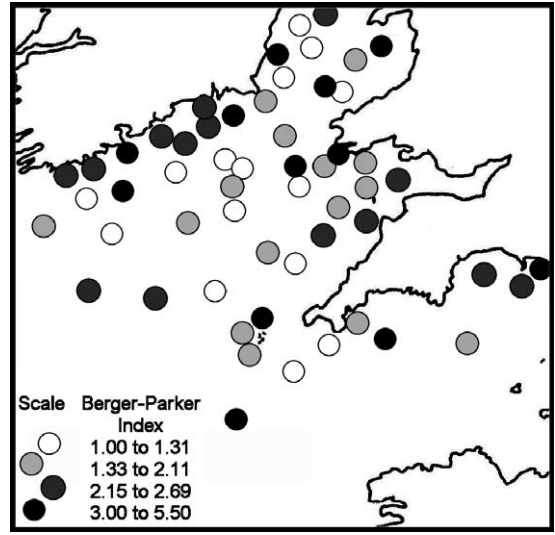 Scale Berger-Parker
Index
1.00 to 1.31
1.33 to 2.11
2.15 to 2.69
3.00 to 5.50